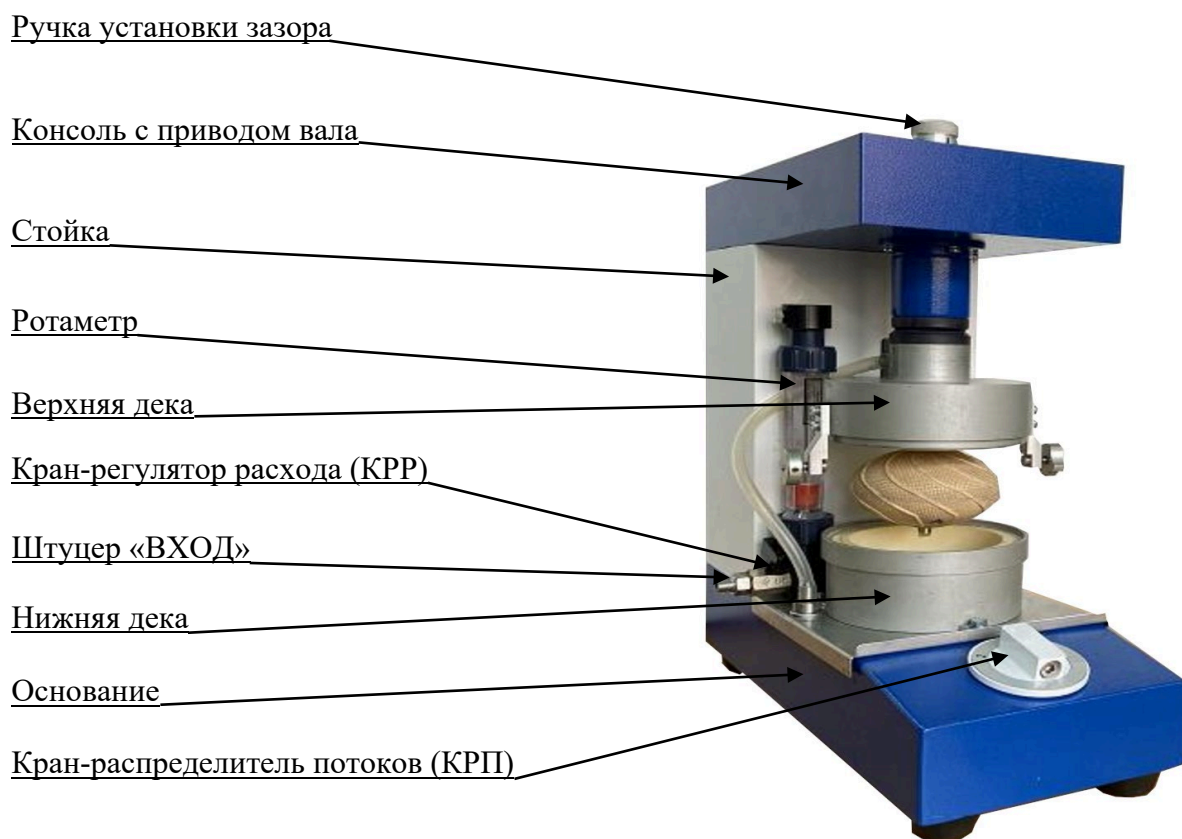 Ручка установки зазора
Консоль с приводом вала
Стойка
Ротаметр
Верхняя дека
Кран-регулятор расхода (КРР)
Штуцер «ВХОД»
Нижняя дека
Основание
Кран-распределитель потоков (КРП)